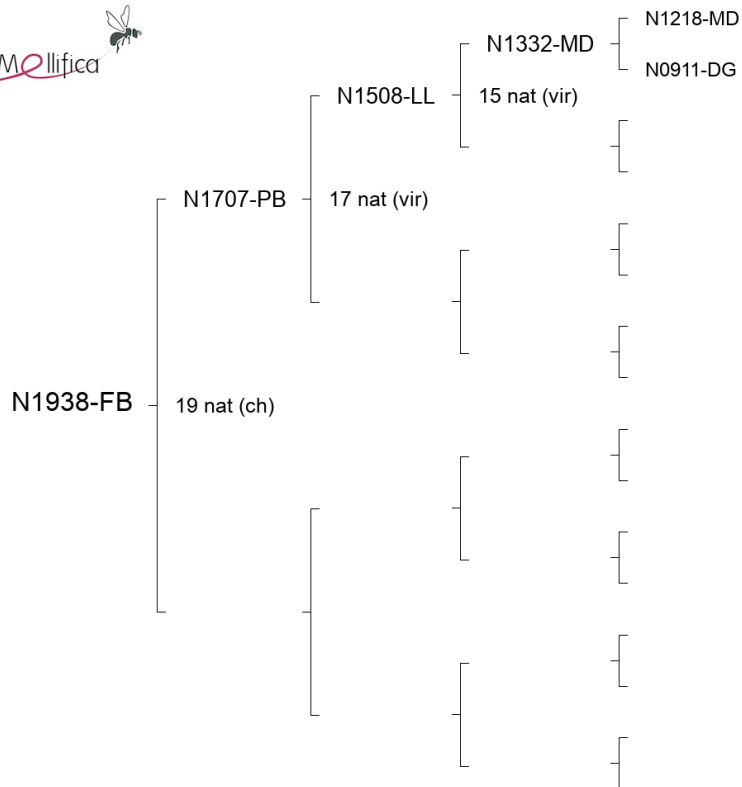 Mellifica
N1218-MD
N1332-MD
N0911-DG
N1508-LL
15 nat (vir)
N1707-PB
17 nat (vir)
N1938-FB
19 nat (ch)